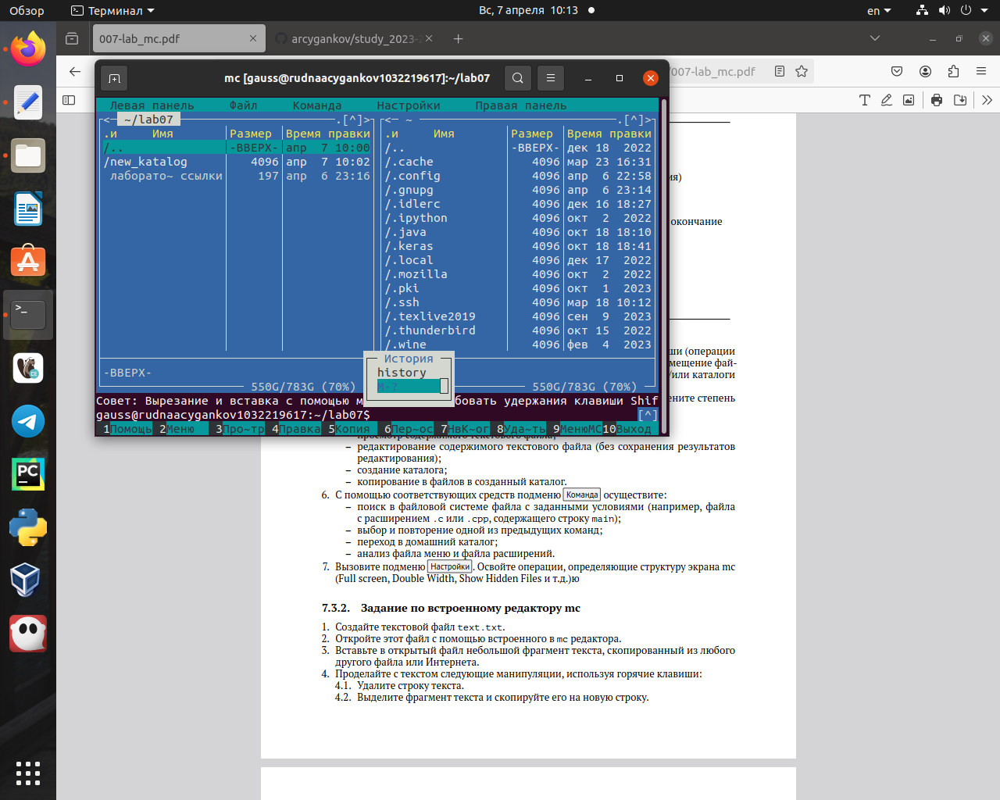 Обзор
Терминал
Вс, 7 апреля 10:13
en
007-lab_mc.pdf
arcygankov/study_2023-2
/007-lab_mc.pdf
mc [gauss@rudnaacygankov1032219617]:~/lab07
Левая панель Файл Команда Настройки Правая панель
<─ ~/lab07 .[^]>
.и Имя Размер Время правки
/.. -ВВЕРХ- апр 7 10:00
/new_katalog 4096 апр 7 10:02
лаборато~ ссылки 197 апр 6 23:16
-ВВЕРХ-
550G/783G (70%)
<─ ~ .[^]>
.и Имя Размер Время правки
/.. -ВВЕРХ- дек 18 2022
/.cache 4096 мар 23 16:31
/.config 4096 апр 6 22:58
/.gnupg 4096 апр 6 23:14
/.idlerc 4096 дек 16 18:27
/.ipython 4096 окт 2 2022
/.java 4096 окт 18 18:10
/.keras 4096 окт 18 18:41
/.local 4096 дек 17 2022
/.mozilla 4096 окт 2 2022
/.pki 4096 окт 1 2023
/.ssh 4096 мар 18 10:12
/.texlive2019 4096 сен 9 2023
/.thunderbird 4096 окт 15 2022
/.wine 4096 фев 4 2023
550G/783G (70%)
История
history
M-?
Совет: Вырезание и вставка с помощью м бовать удержания клавиши Shif
gauss@rudnaacygankov1032219617:~/lab07$ [^]
1Помощь 2Меню 3Про~тр 4Правка 5Копия 6Пер~ос 7НвК~ог 8Уда~ть 9МенюMC 10Выход
ия)
окончание
ши (операции
мещение фай-
/или каталоги
ените степень
просмотр содержимого текстового файла;
– редактирование содержимого текстового файла (без сохранения результатов
редактирования);
– создание каталога;
– копирование в файлов в созданный каталог.
6. С помощью соответствующих средств подменю Команда осуществите:
– поиск в файловой системе файла с заданными условиями (например, файла
с расширением .c или .cpp, содержащего строку main);
– выбор и повторение одной из предыдущих команд;
– переход в домашний каталог;
– анализ файла меню и файла расширений.
7. Вызовите подменю Настройки. Освойте операции, определяющие структуру экрана mc
(Full screen, Double Width, Show Hidden Files и т.д.)ю
7.3.2. Задание по встроенному редактору mc
1. Создайте текстовой файл text.txt.
2. Откройте этот файл с помощью встроенного в mc редактора.
3. Вставьте в открытый файл небольшой фрагмент текста, скопированный из любого
другого файла или Интернета.
4. Проделайте с текстом следующие манипуляции, используя горячие клавиши:
4.1. Удалите строку текста.
4.2. Выделите фрагмент текста и скопируйте его на новую строку.